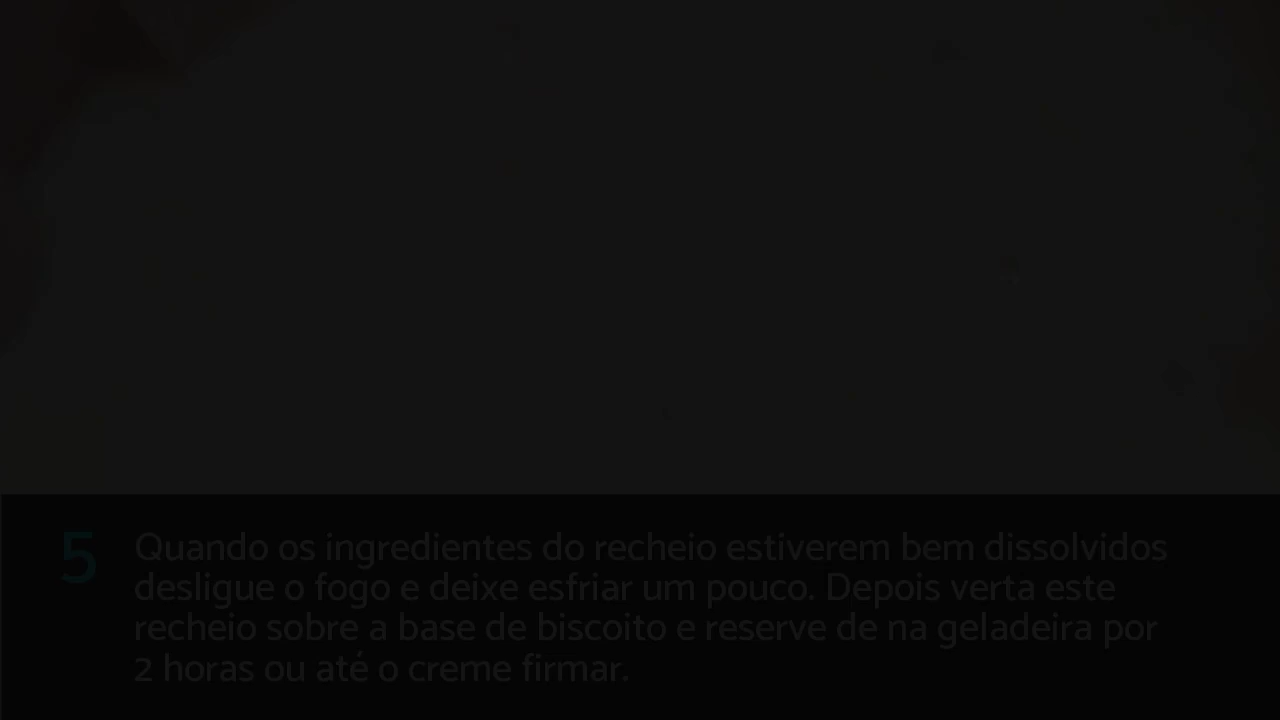 5 Quando os ingredientes do recheio estiverem bem dissolvidos
desligue o fogo e deixe esfriar um pouco. Depois verta este
recheio sobre a base de biscoito e reserve de na geladeira por
2 horas ou até o creme firmar.